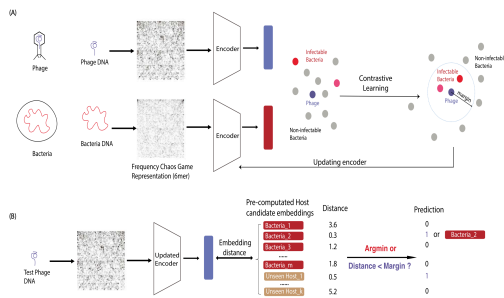 (A)
Phage
Phage DNA
Encoder
Bacteria
Bacteria DNA
Frequency Chaos Game
Representation (6mer)
Encoder
Infectable
Bacteria
Phage
Non-infectable
Bacteria
Contrastive
Learning
Updating encoder
Non-infectable
Bacteria
Infectable
Bacteria
Phage
margin
(B)
Test Phage
DNA
Updated
Encoder
Embedding
distance
Pre-computated Host
candidate embeddings
Bacteria_1
Bacteria_2
Bacteria_3
......
Bacteria_m
Unseen Host_1
......
Unseen Host_k
Distance
3.6
0.3
1.2
1.8
0.5
5.2
Argmin or
Distance < Margin ?
Prediction
0
1 or Bacteria_2
0
0
1
0